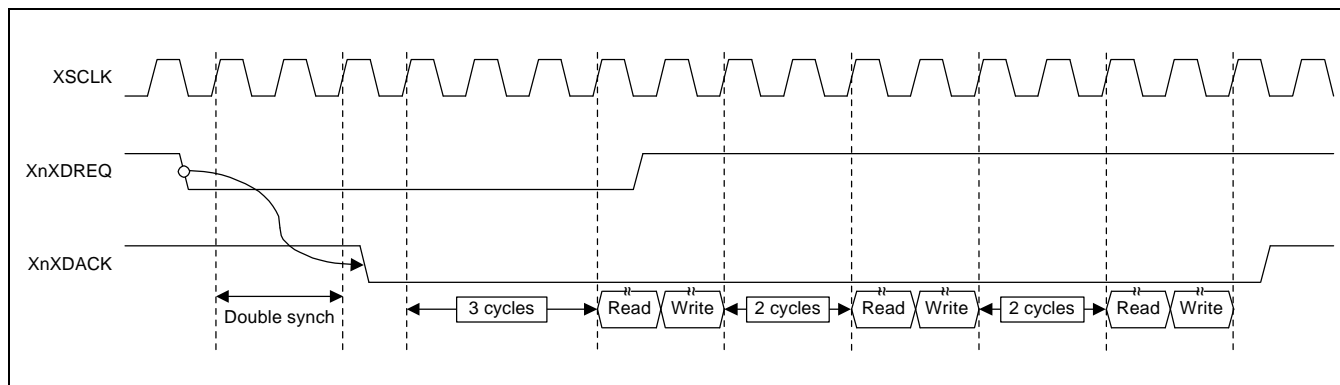 XSCLK
XnXDREQ
XnXDACK
Double synch
3 cycles
Read
Write
2 cycles
Read
Write
2 cycles
Read
Write